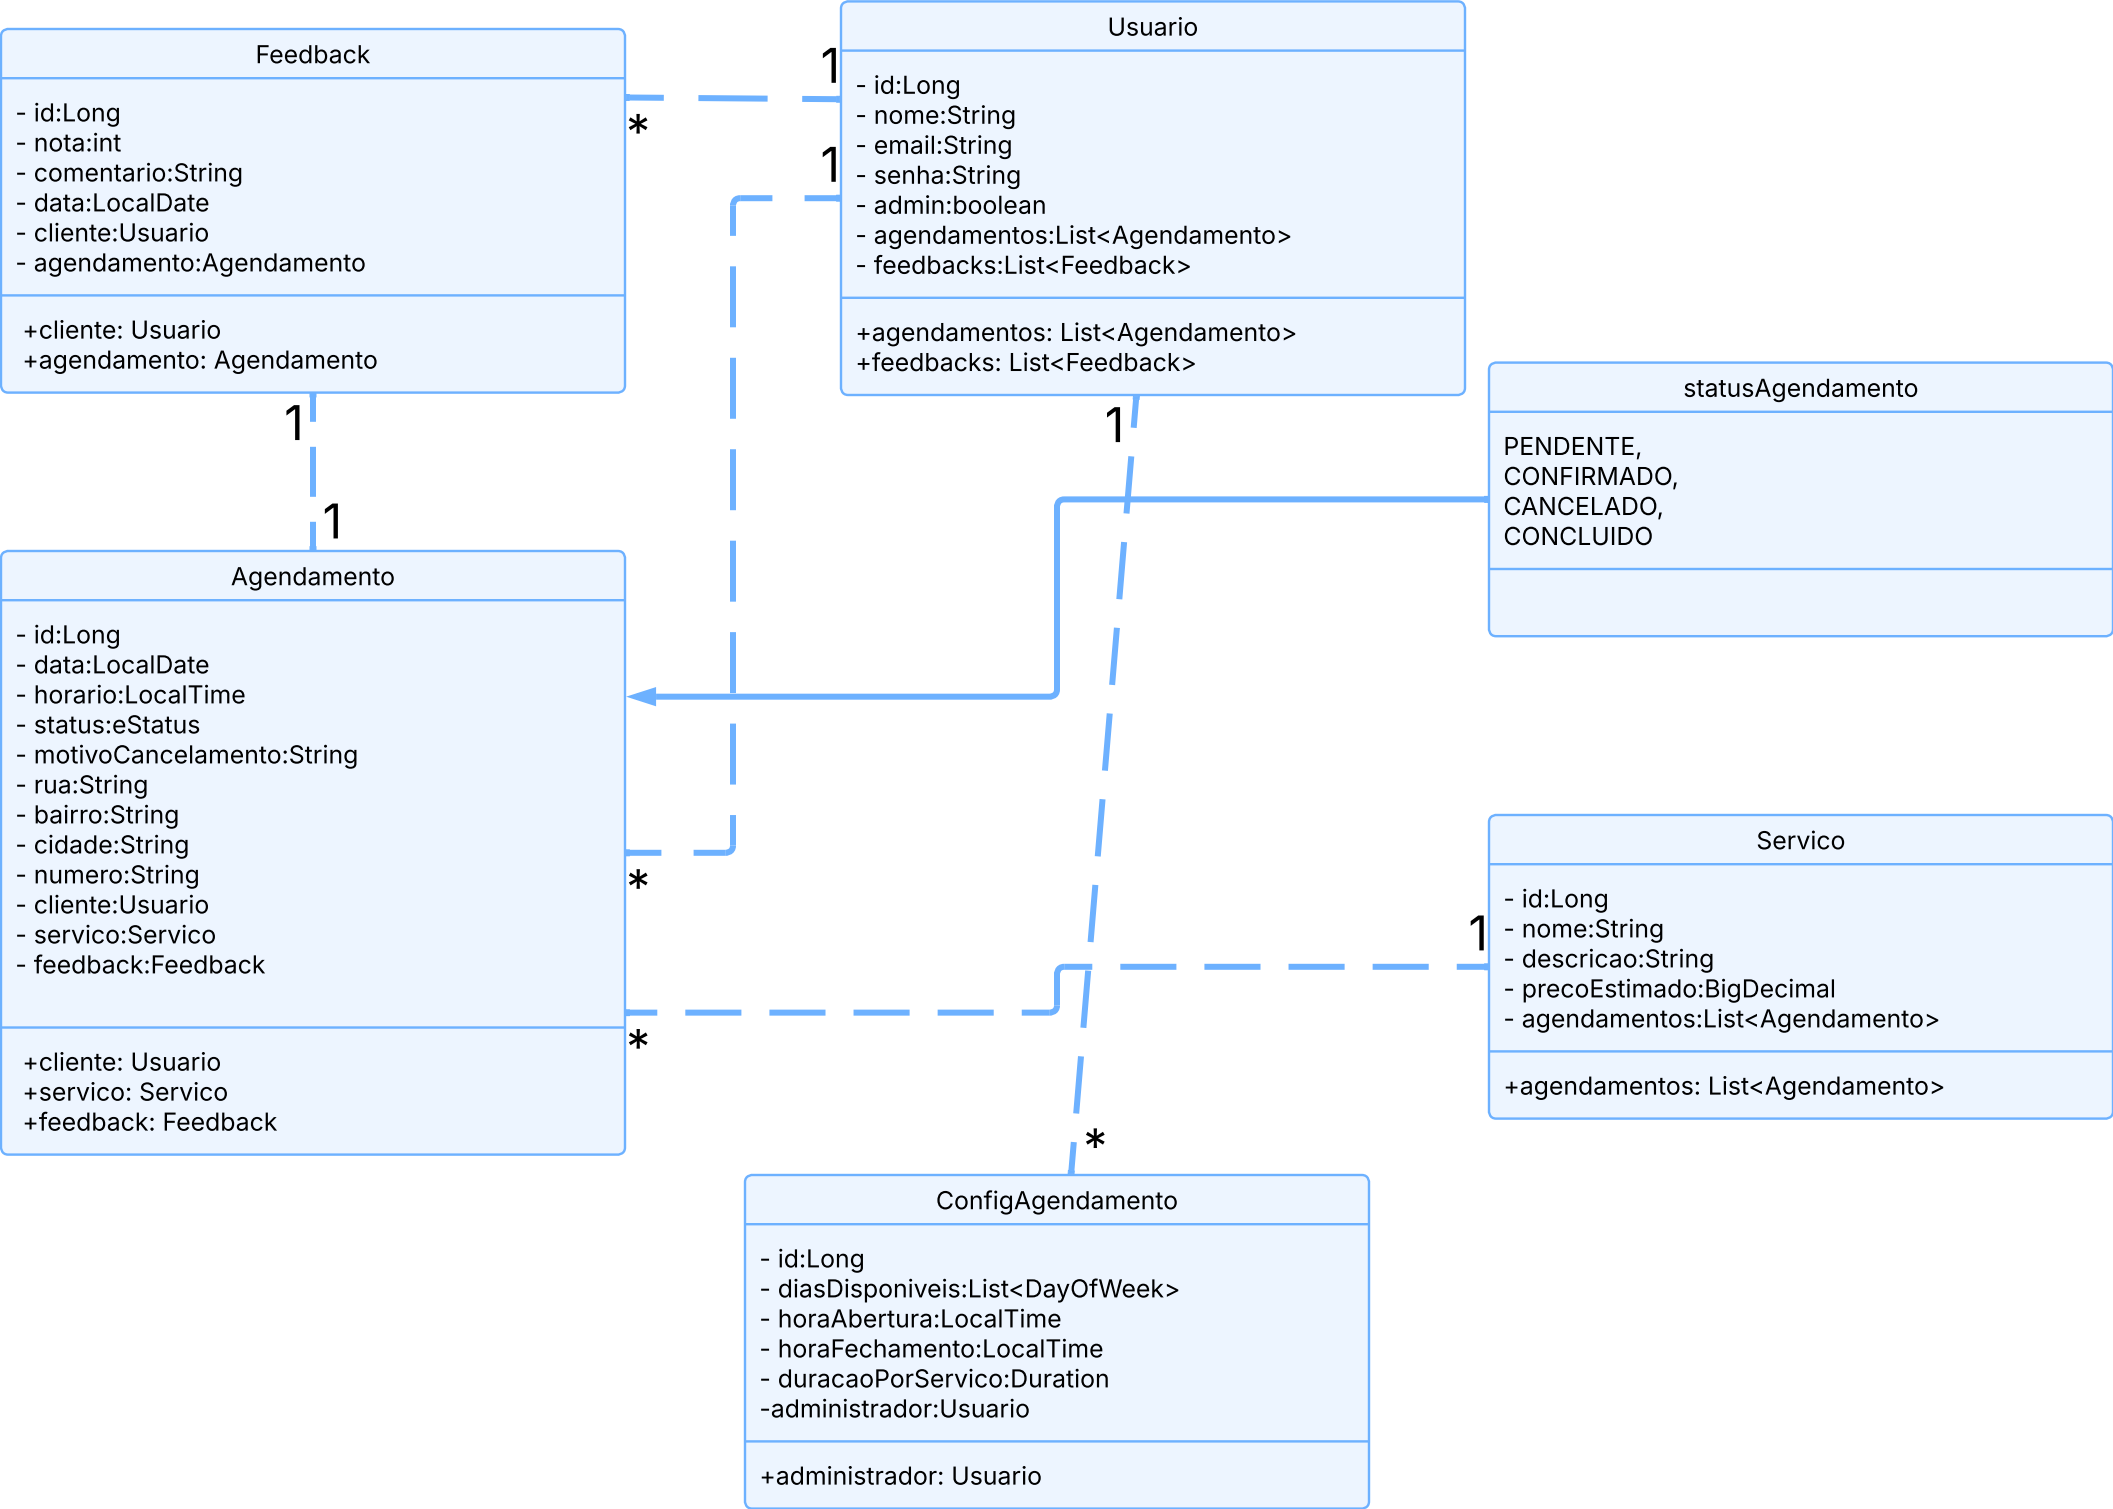 Feedback
- id:Long
- nota:int
- comentario:String
- data:LocalDate
- cliente:Usuario
- agendamento:Agendamento
+cliente: Usuario
+agendamento: Agendamento
*
1
1
Usuario
- id:Long
- nome:String
- email:String
- senha:String
- admin:boolean
- agendamentos:List<Agendamento>
- feedbacks:List<Feedback>
+agendamentos: List<Agendamento>
+feedbacks: List<Feedback>
1
1
1
statusAgendamento
PENDENTE,
CONFIRMADO,
CANCELADO,
CONCLUIDO
Agendamento
- id:Long
- data:LocalDate
- horario:LocalTime
- status:eStatus
- motivoCancelamento:String
- rua:String
- bairro:String
- cidade:String
- numero:String
- cliente:Usuario
- servico:Servico
- feedback:Feedback
+cliente: Usuario
+servico: Servico
+feedback: Feedback
*
*
1
Servico
- id:Long
- nome:String
- descricao:String
- precoEstimado:BigDecimal
- agendamentos:List<Agendamento>
+agendamentos: List<Agendamento>
*
ConfigAgendamento
- id:Long
- diasDisponiveis:List<DayOfWeek>
- horaAbertura:LocalTime
- horaFechamento:LocalTime
- duracaoPorServico:Duration
-administrador:Usuario
+administrador: Usuario